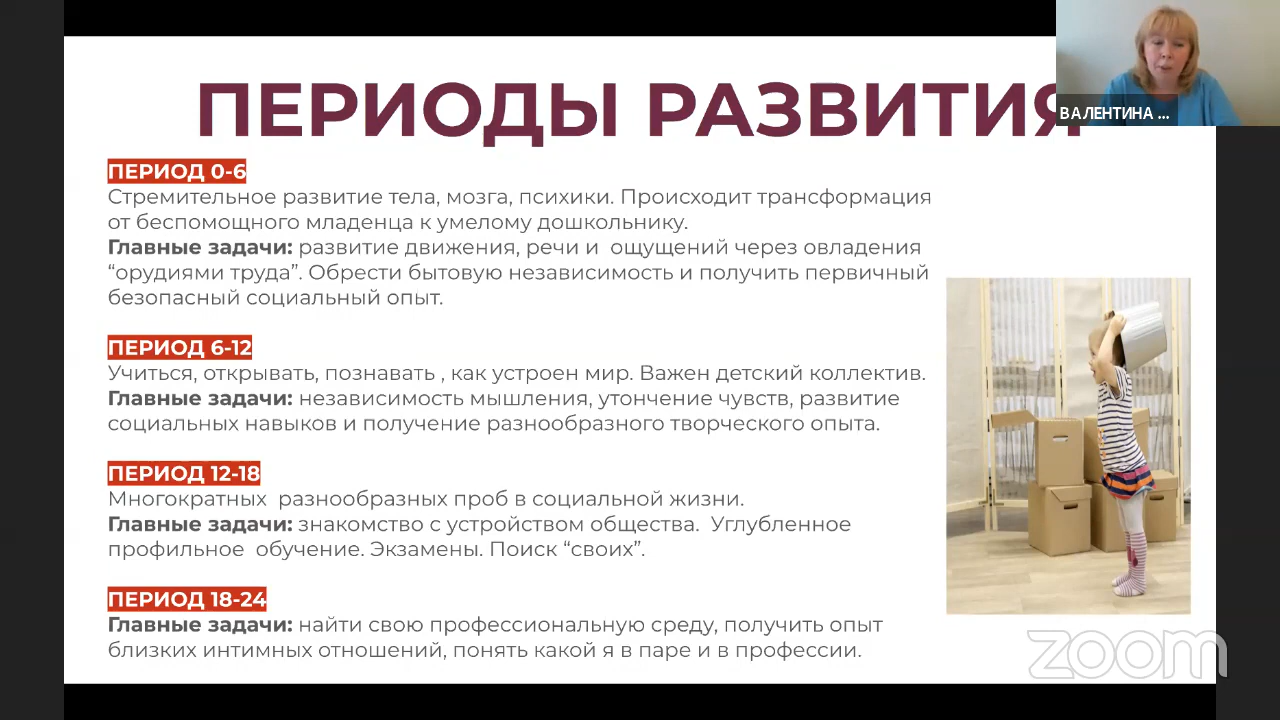 ПЕРИОДЫ РАЗВИТИЯ
ВАЛЕНТИНА ...
ПЕРИОД 0-6
Стремительное развитие тела, мозга, психики. Происходит трансформация
от беспомощного младенца к умелому дошкольнику.
Главные задачи: развитие движения, речи и ощущений через овладения
“орудиями труда”. Обрести бытовую независимость и получить первичный
безопасный социальный опыт.
ПЕРИОД 6-12
Учиться, открывать, познавать , как устроен мир. Важен детский коллектив.
Главные задачи: независимость мышления, утончение чувств, развитие
социальных навыков и получение разнообразного творческого опыта.
ПЕРИОД 12-18
Многократных разнообразных проб в социальной жизни.
Главные задачи: знакомство с устройством общества. Углубленное
профильное обучение. Экзамены. Поиск “своих”.
ПЕРИОД 18-24
Главные задачи: найти свою профессиональную среду, получить опыт
близких интимных отношений, понять какой я в паре и в профессии.
zoom